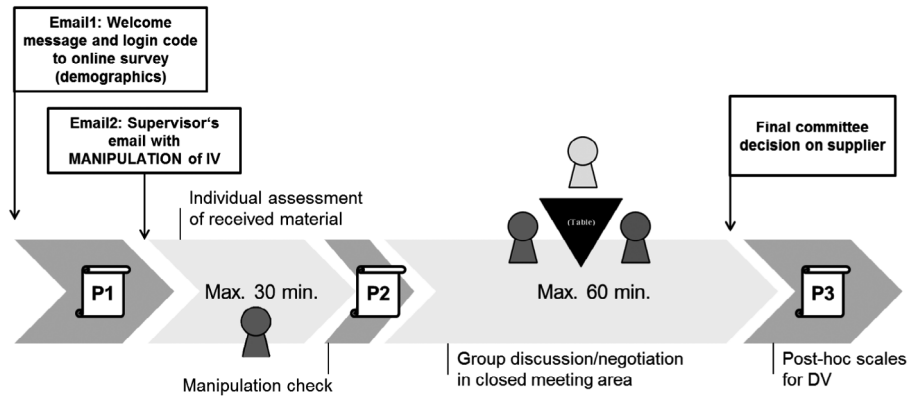 Email1: Welcome
message and login code
to online survey
(demographics)
Email2: Supervisor‘s
email with
MANIPULATION of IV
Final committee
decision on supplier
Individual assessment
of received material
(Table)
P1
Max. 30 min.
P2
Max. 60 min.
P3
Manipulation check
Group discussion/negotiation
in closed meeting area
Post-hoc scales
for DV